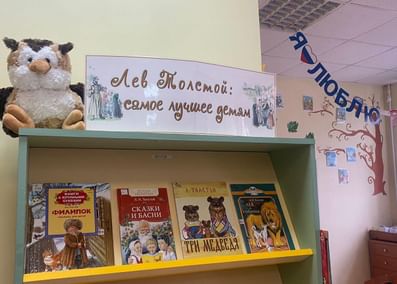 Лев Толстой:
самое лучшее детям
Я
ЛЮБЛЮ
ФИЛИПОК
СКАЗКИ
И БАСНИ
Л. ТОЛСТОЙ
ТРИ МЕДВЕДЯ